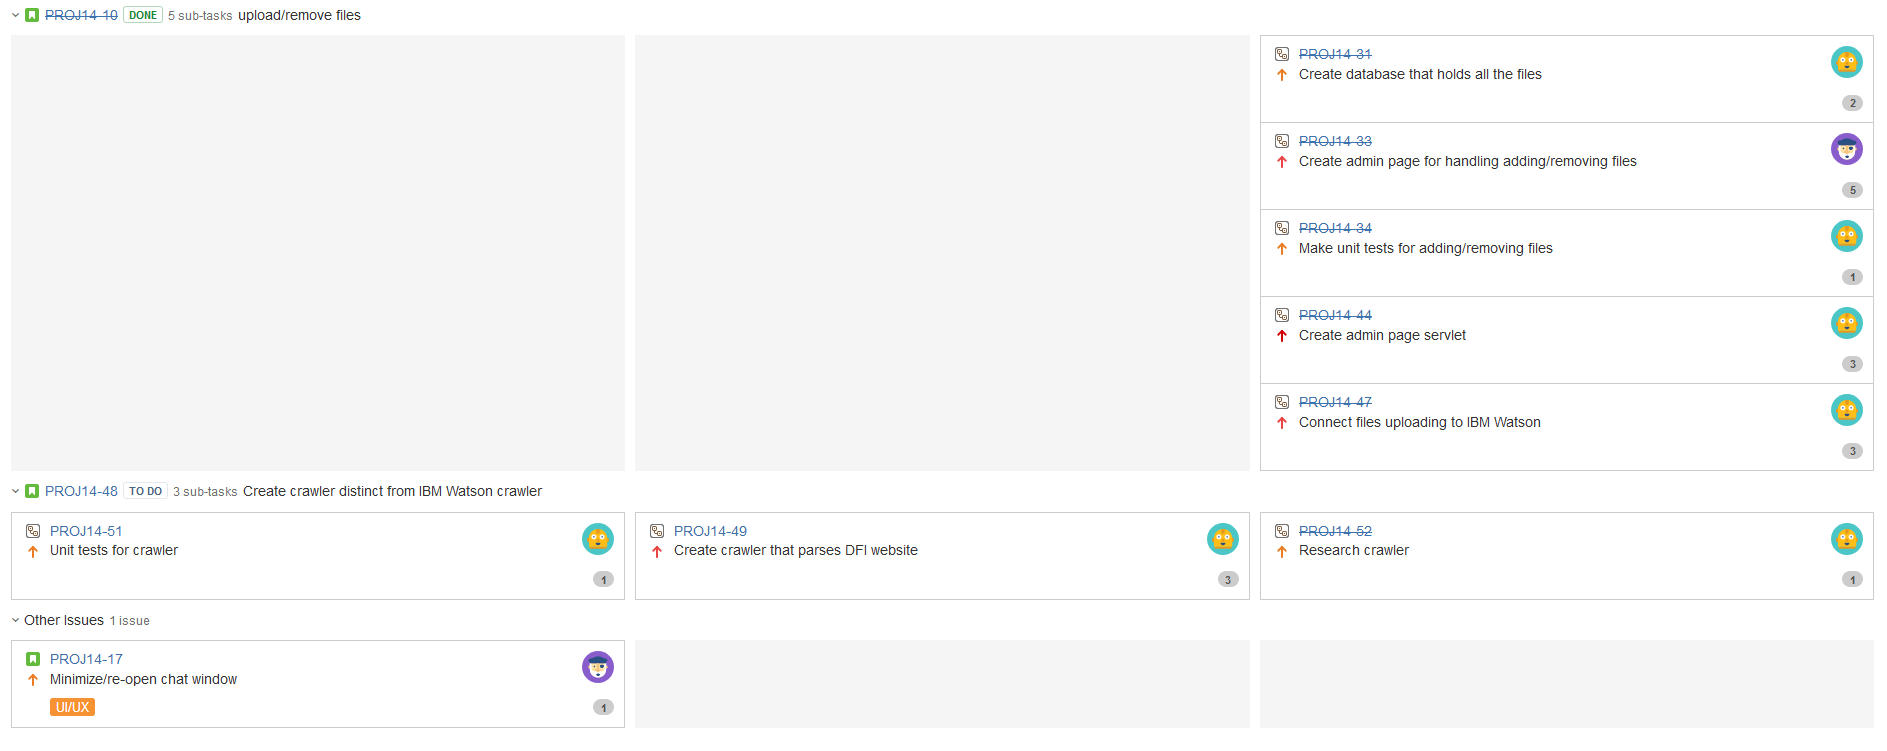 PROJ14-10 DONE 5 sub-tasks upload/remove files
PROJ14-31
Create database that holds all the files
2
PROJ14-33
Create admin page for handling adding/removing files
5
PROJ14-34
Make unit tests for adding/removing files
1
PROJ14-44
Create admin page servlet
3
PROJ14-47
Connect files uploading to IBM Watson
3
PROJ14-48 TO DO 3 sub-tasks Create crawler distinct from IBM Watson crawler
PROJ14-51
Unit tests for crawler
1
PROJ14-49
Create crawler that parses DFI website
3
PROJ14-52
Research crawler
1
Other Issues 1 issue
PROJ14-17
Minimize/re-open chat window
UI/UX
1